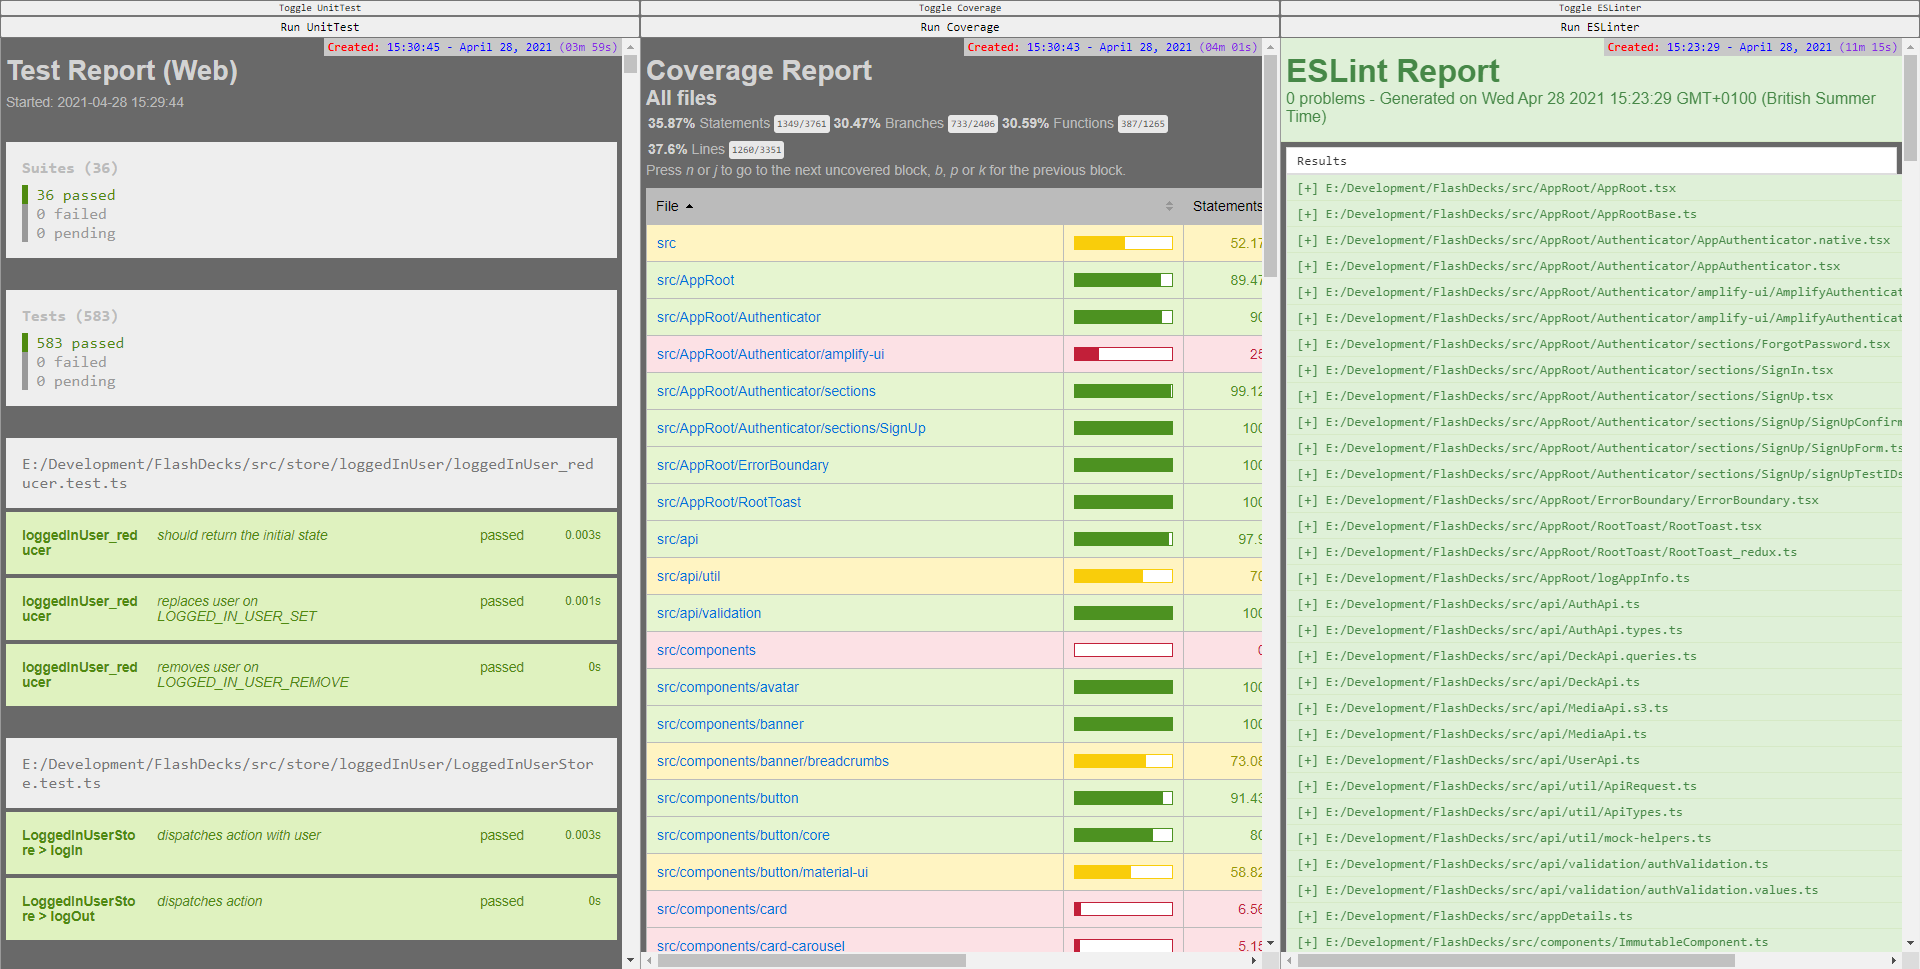 Toggle UnitTest
Run UnitTest
Created: 15:30:45 - April 28, 2021 (03m 59s)
Test Report (Web)
Started: 2021-04-28 15:29:44
Suites (36)
36 passed
0 failed
0 pending
Tests (583)
583 passed
0 failed
0 pending
E:/Development/FlashDecks/src/store/loggedInUser/loggedInUser_red
ucer.test.ts
loggedInUser_red
ucer
should return the initial state
passed
0.003s
loggedInUser_red
ucer
replaces user on
LOGGED_IN_USER_SET
passed
0.001s
loggedInUser_red
ucer
removes user on
LOGGED_IN_USER_REMOVE
passed
0s
E:/Development/FlashDecks/src/store/loggedInUser/LoggedInUserStor
e.test.ts
LoggedInUserSto
re > logIn
dispatches action with user
passed
0.003s
LoggedInUserSto
re > logOut
dispatches action
passed
0s
Toggle Coverage
Run Coverage
Created: 15:30:43 - April 28, 2021 (04m 01s)
Coverage Report
All files
35.87% Statements 1349/3761 30.47% Branches 733/2406 30.59% Functions 387/1265
37.6% Lines 1260/3351
Press n or j to go to the next uncovered block, b, p or k for the previous block.
File Statements
src 52.17
src/AppRoot 89.47
src/AppRoot/Authenticator 90
src/AppRoot/Authenticator/amplify-ui 25
src/AppRoot/Authenticator/sections 99.12
src/AppRoot/Authenticator/sections/SignUp 100
src/AppRoot/ErrorBoundary 100
src/AppRoot/RootToast 100
src/api 97.9
src/api/util 70
src/api/validation 100
src/components 0
src/components/avatar 100
src/components/banner 100
src/components/banner/breadcrumbs 73.08
src/components/button 91.43
src/components/button/core 80
src/components/button/material-ui 58.82
src/components/card 6.56
src/components/card-carousel 5.15
Toggle ESLinter
Run ESLinter
Created: 15:23:29 - April 28, 2021 (11m 15s)
ESLint Report
0 problems - Generated on Wed Apr 28 2021 15:23:29 GMT+0100 (British Summer
Time)
Results
[+] E:/Development/FlashDecks/src/AppRoot/AppRoot.tsx
[+] E:/Development/FlashDecks/src/AppRoot/AppRootBase.ts
[+] E:/Development/FlashDecks/src/AppRoot/Authenticator/AppAuthenticator.native.tsx
[+] E:/Development/FlashDecks/src/AppRoot/Authenticator/AppAuthenticator.tsx
[+] E:/Development/FlashDecks/src/AppRoot/Authenticator/amplify-ui/AmplifyAuthenticat
[+] E:/Development/FlashDecks/src/AppRoot/Authenticator/amplify-ui/AmplifyAuthenticat
[+] E:/Development/FlashDecks/src/AppRoot/Authenticator/sections/ForgotPassword.tsx
[+] E:/Development/FlashDecks/src/AppRoot/Authenticator/sections/SignIn.tsx
[+] E:/Development/FlashDecks/src/AppRoot/Authenticator/sections/SignUp.tsx
[+] E:/Development/FlashDecks/src/AppRoot/Authenticator/sections/SignUp/SignUpConfirm
[+] E:/Development/FlashDecks/src/AppRoot/Authenticator/sections/SignUp/SignUpForm.ts
[+] E:/Development/FlashDecks/src/AppRoot/Authenticator/sections/SignUp/signUpTestIDs
[+] E:/Development/FlashDecks/src/AppRoot/ErrorBoundary/ErrorBoundary.tsx
[+] E:/Development/FlashDecks/src/AppRoot/RootToast/RootToast.tsx
[+] E:/Development/FlashDecks/src/AppRoot/RootToast/RootToast_redux.ts
[+] E:/Development/FlashDecks/src/AppRoot/logAppInfo.ts
[+] E:/Development/FlashDecks/src/api/AuthApi.ts
[+] E:/Development/FlashDecks/src/api/AuthApi.types.ts
[+] E:/Development/FlashDecks/src/api/DeckApi.queries.ts
[+] E:/Development/FlashDecks/src/api/DeckApi.ts
[+] E:/Development/FlashDecks/src/api/MediaApi.s3.ts
[+] E:/Development/FlashDecks/src/api/MediaApi.ts
[+] E:/Development/FlashDecks/src/api/UserApi.ts
[+] E:/Development/FlashDecks/src/api/util/ApiRequest.ts
[+] E:/Development/FlashDecks/src/api/util/ApiTypes.ts
[+] E:/Development/FlashDecks/src/api/util/mock-helpers.ts
[+] E:/Development/FlashDecks/src/api/validation/authValidation.ts
[+] E:/Development/FlashDecks/src/api/validation/authValidation.values.ts
[+] E:/Development/FlashDecks/src/appDetails.ts
[+] E:/Development/FlashDecks/src/components/ImmutableComponent.ts